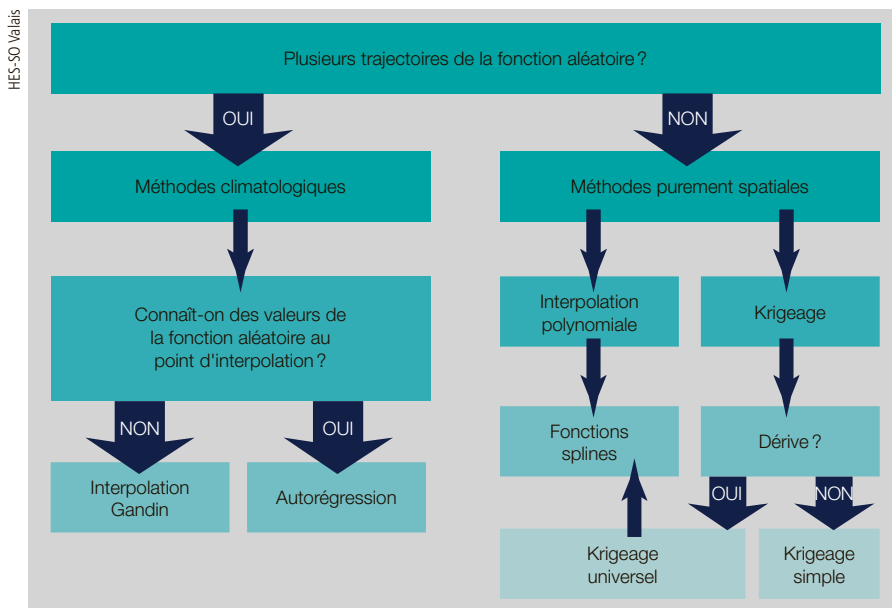 HES-SO Valais
Plusieurs trajectoires de la fonction aléatoire ?
OUI
NON
Méthodes climatologiques
Méthodes purement spatiales
Connaît-on des valeurs de
la fonction aléatoire au
point d'interpolation ?
Interpolation
polynomiale
Krigeage
NON
OUI
Fonctions
splines
Dérive ?
Interpolation
Gandin
Autorégression
OUI
NON
Krigeage
universel
Krigeage
simple